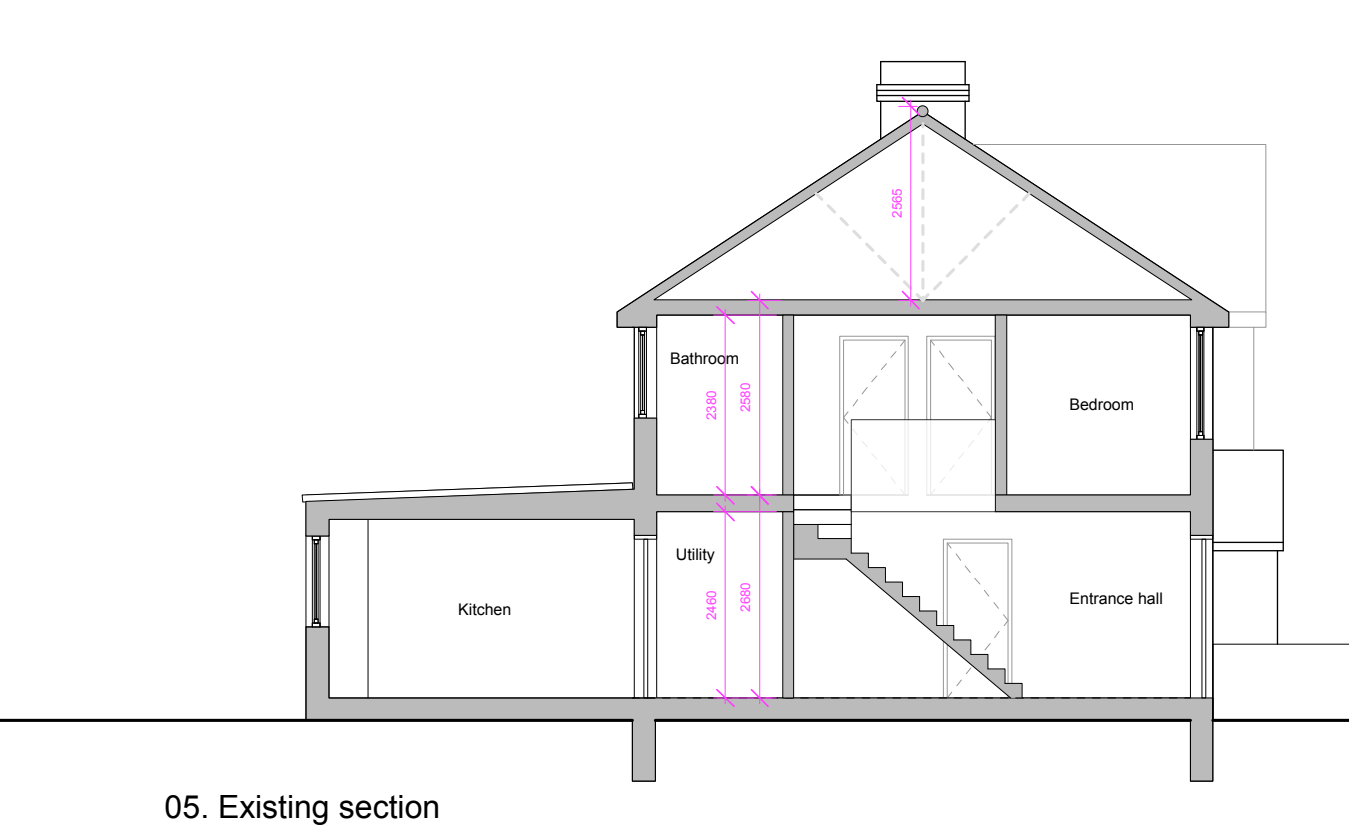 2565
Bathroom
2380
2580
Bedroom
Utility
2460
2680
Kitchen
Entrance hall
05. Existing section